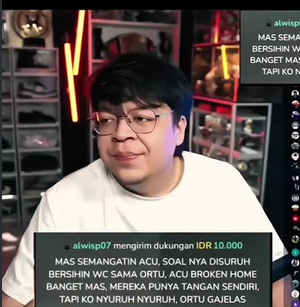 alwisp
MAS SEMA
BERSIHIN WC
BANGET MAS
TAPI KO N
alwisp07 mengirim dukungan IDR 10.000
MAS SEMANGATIN ACU, SOAL NYA DISURUH
BERSIHIN WC SAMA ORTU, ACU BROKEN HOME
BANGET MAS, MEREKA PUNYA TANGAN SENDIRI,
TAPI KO NYURUH NYURUH, ORTU GAJELAS